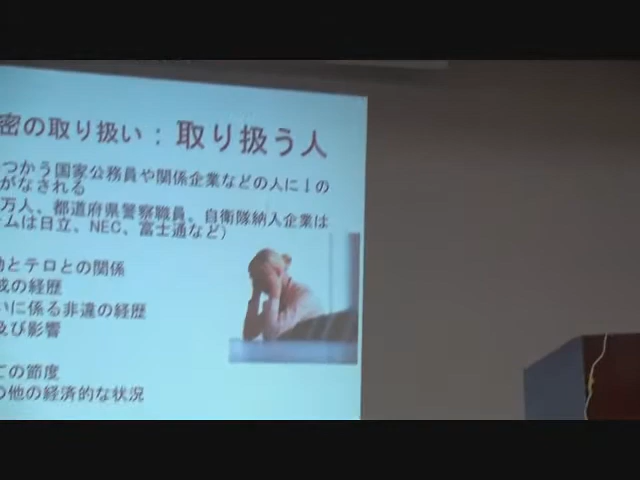 密の取り扱い：取り扱う人
つかう国家公務員や関係企業などの人に↓の
がなされる
万人、都道府県警察職員、自衛隊納入企業は
ムは日立、NEC、富士通など）
とテロとの関係
の経歴
いに係る非違の経歴
及び影響
ての節度
の他の経済的な状況